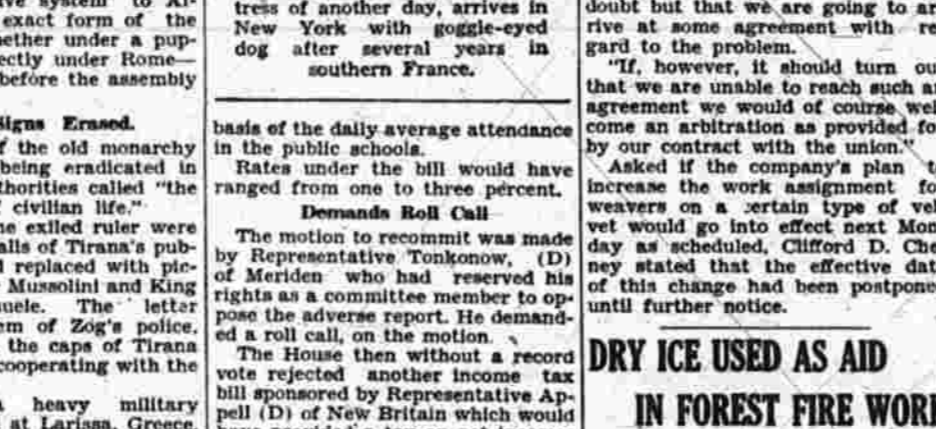 exact form of the
under a pup-
under Rome—
before the assembly
Signs Erased.
the old monarchy
being eradicated in
called "the
civilian life."
exiled ruler were
of Tirana's pub-
replaced with pic-
Mussolini and King
The letter
of Zog's police.
the caps of Tirana
cooperating with the
heavy military
at Larissa, Greece.
tress of another day, arrives in
New York with goggle-eyed
dog after several years in
southern France.
basis of the daily average attendance
in the public schools.
Rates under the bill would have
ranged from one to three percent.
Demands Roll Call
The motion to recommit was made
by Representative Tonkonow, (D)
of Meriden who had reserved his
rights as a committee member to op-
pose the adverse report. He demand-
ed a roll call, on the motion.
The House then without a record
vote rejected another income tax
bill sponsored by Representative Ap-
pell (D) of New Britain which would
doubt but that we are going to ar
rive at some agreement with re
gard to the problem.
"If, however, it should turn ou
that we are unable to reach such a
agreement we would of course wel
come an arbitration as provided fo
by our contract with the union."
Asked if the company's plan t
increase the work assignment fo
weavers on a certain type of vel
vet would go into effect next Mon
day as scheduled, Clifford D. Che
ney stated that the effective dat
of this change had been postpone
until further notice.
DRY ICE USED AS AID
IN FOREST FIRE WOR